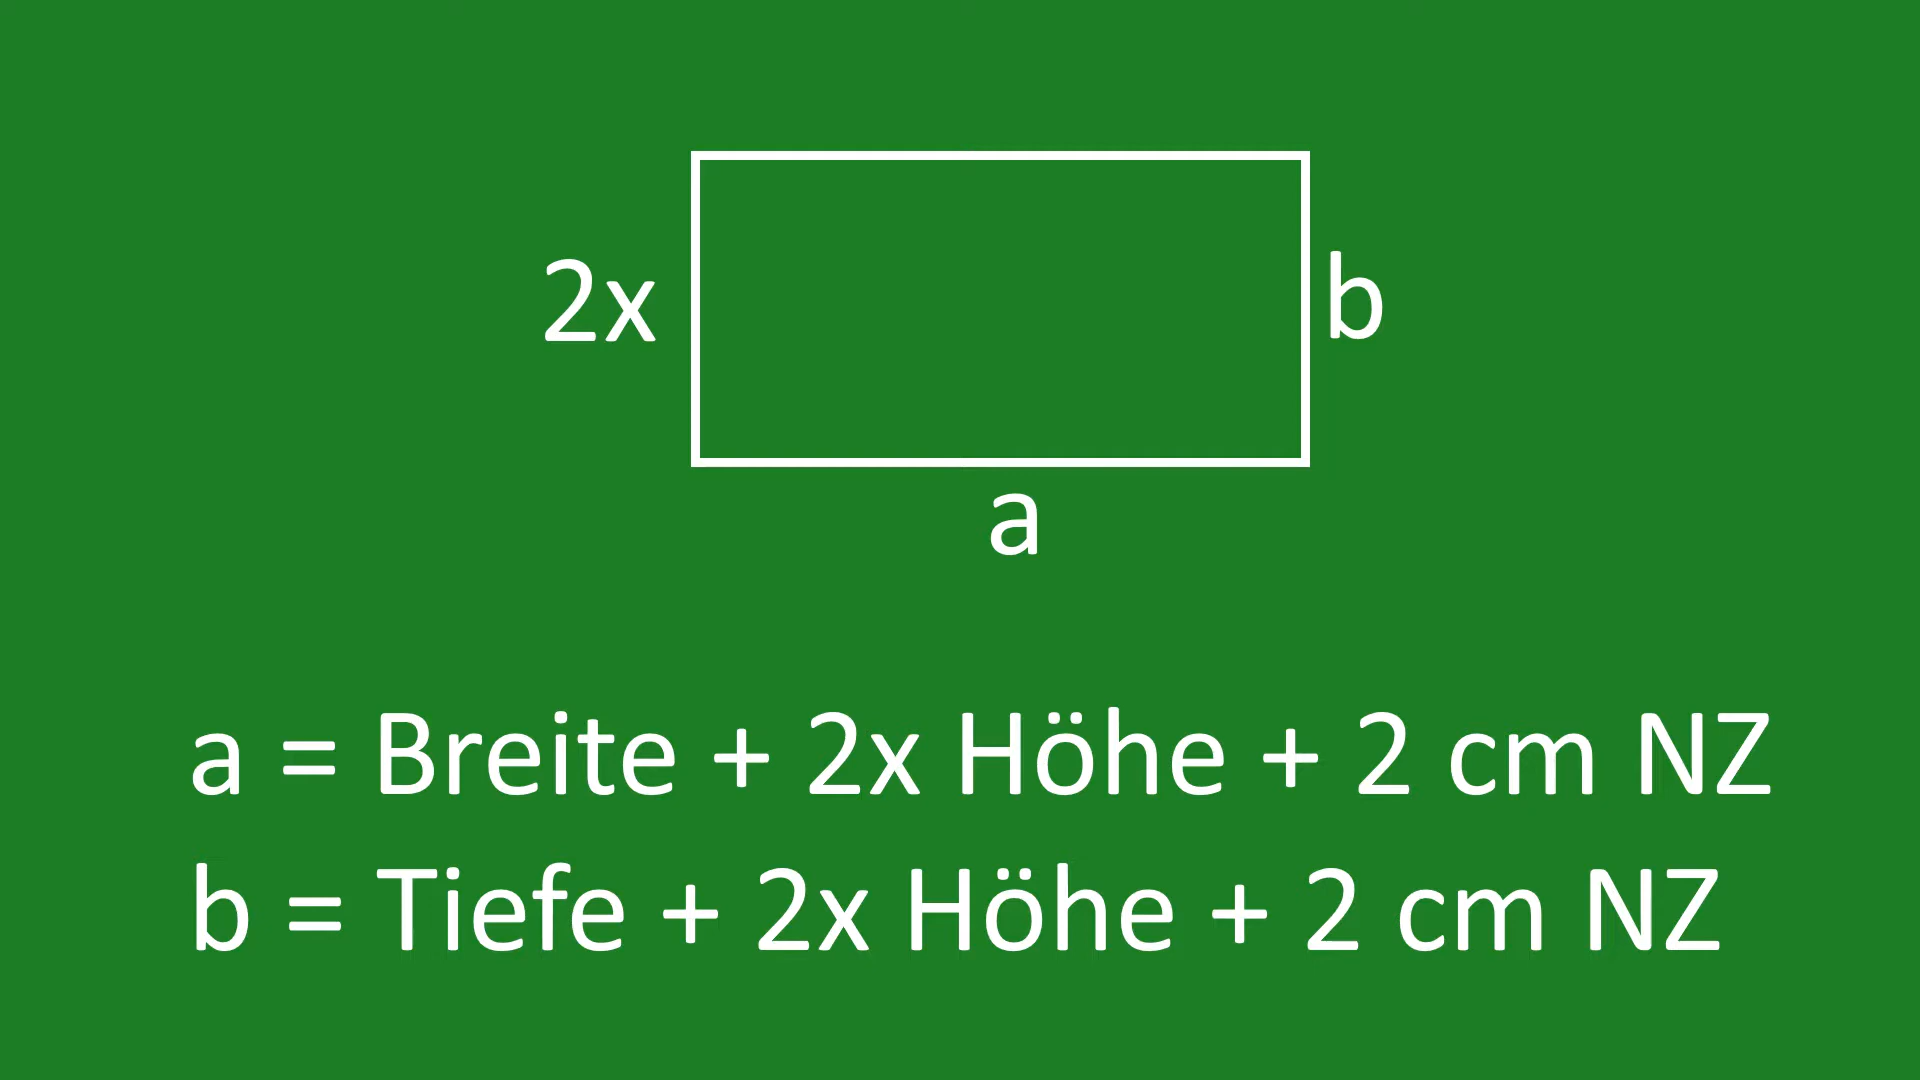 2x
b
a
a = Breite + 2x Höhe + 2 cm NZ
b = Tiefe + 2x Höhe + 2 cm NZ